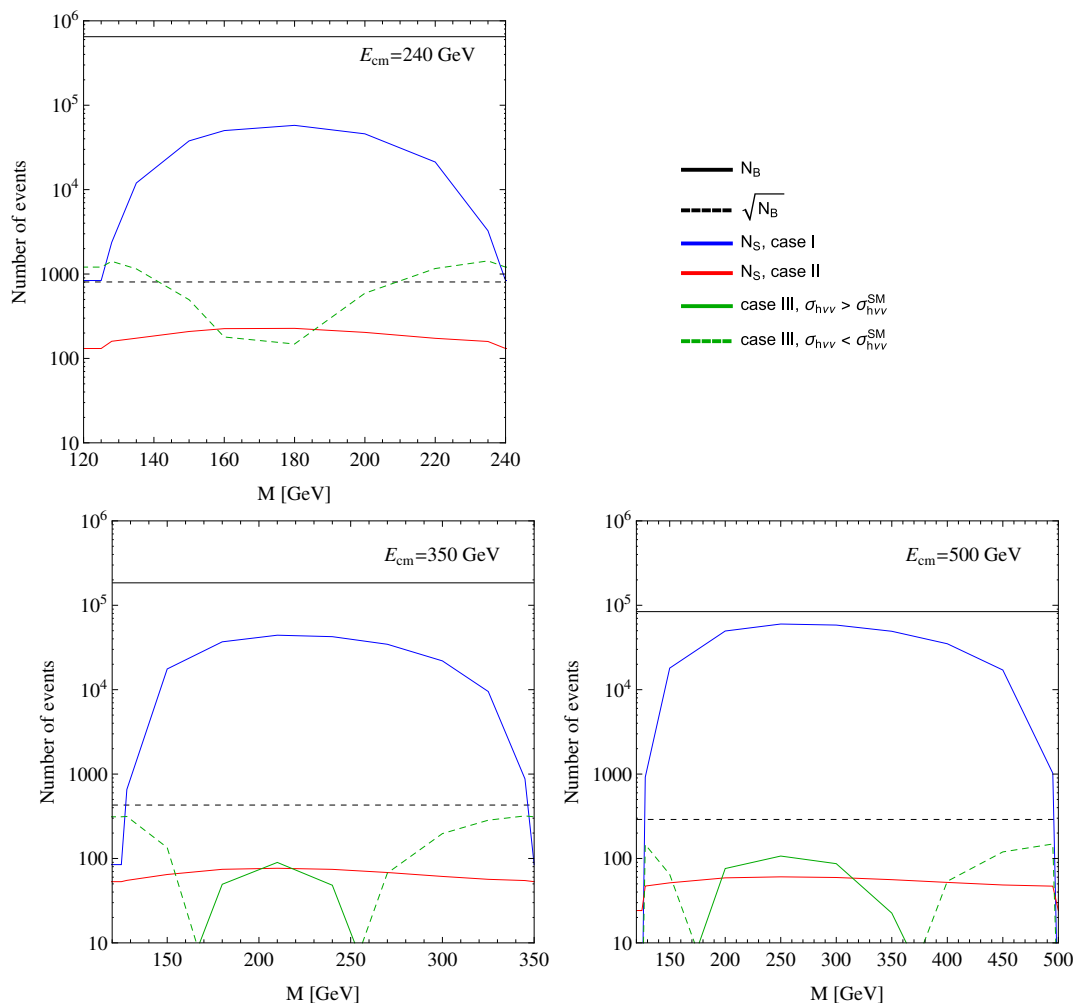 10^6
10^5
10^4
1000
100
10
Number of events
E_cm=240 GeV
120 140 160 180 200 220 240
M [GeV]
N_B
√N_B
N_S, case I
N_S, case II
case III, σ_hνν > σ_hνν^SM
case III, σ_hνν < σ_hνν^SM
10^6
10^5
10^4
1000
100
10
Number of events
E_cm=350 GeV
150 200 250 300 350
M [GeV]
10^6
10^5
10^4
1000
100
10
Number of events
E_cm=500 GeV
150 200 250 300 350 400 450 500
M [GeV]